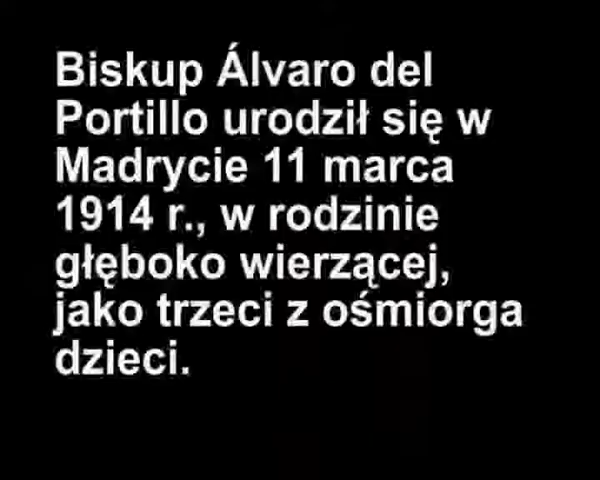 Biskup Álvaro del
Portillo urodził się w
Madrycie 11 marca
1914 r., w rodzinie
głęboko wierzącej,
jako trzeci z ośmiorga
dzieci.